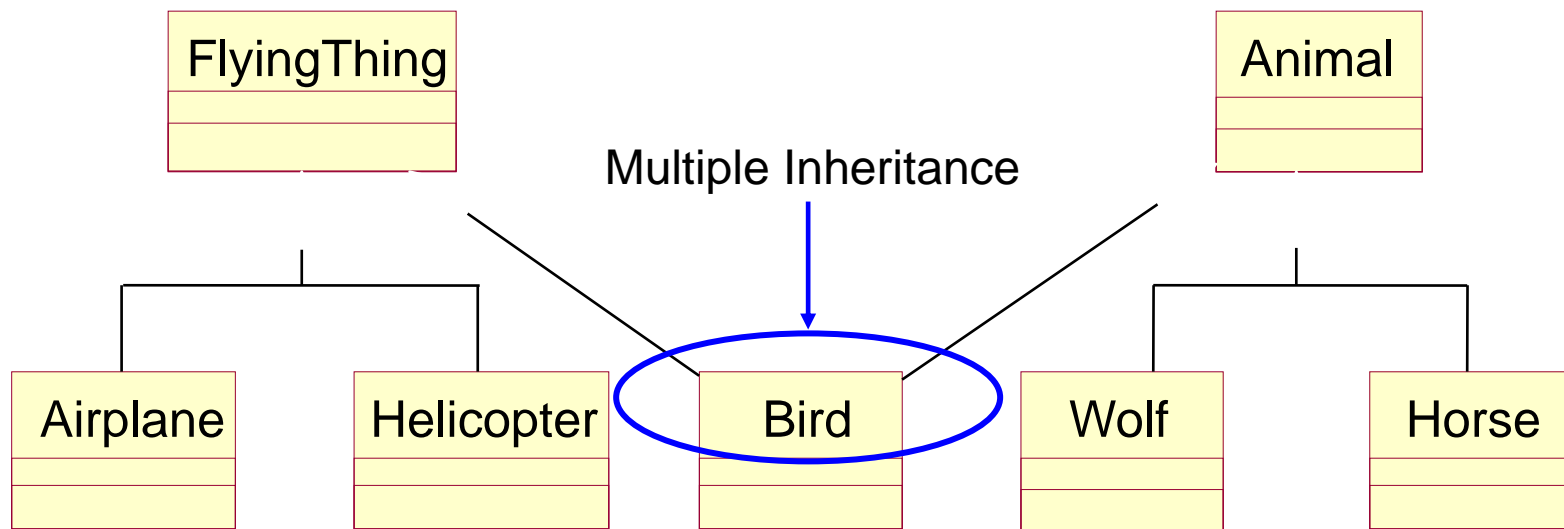 FlyingThing
Animal
Multiple Inheritance
Airplane
Helicopter
Bird
Wolf
Horse